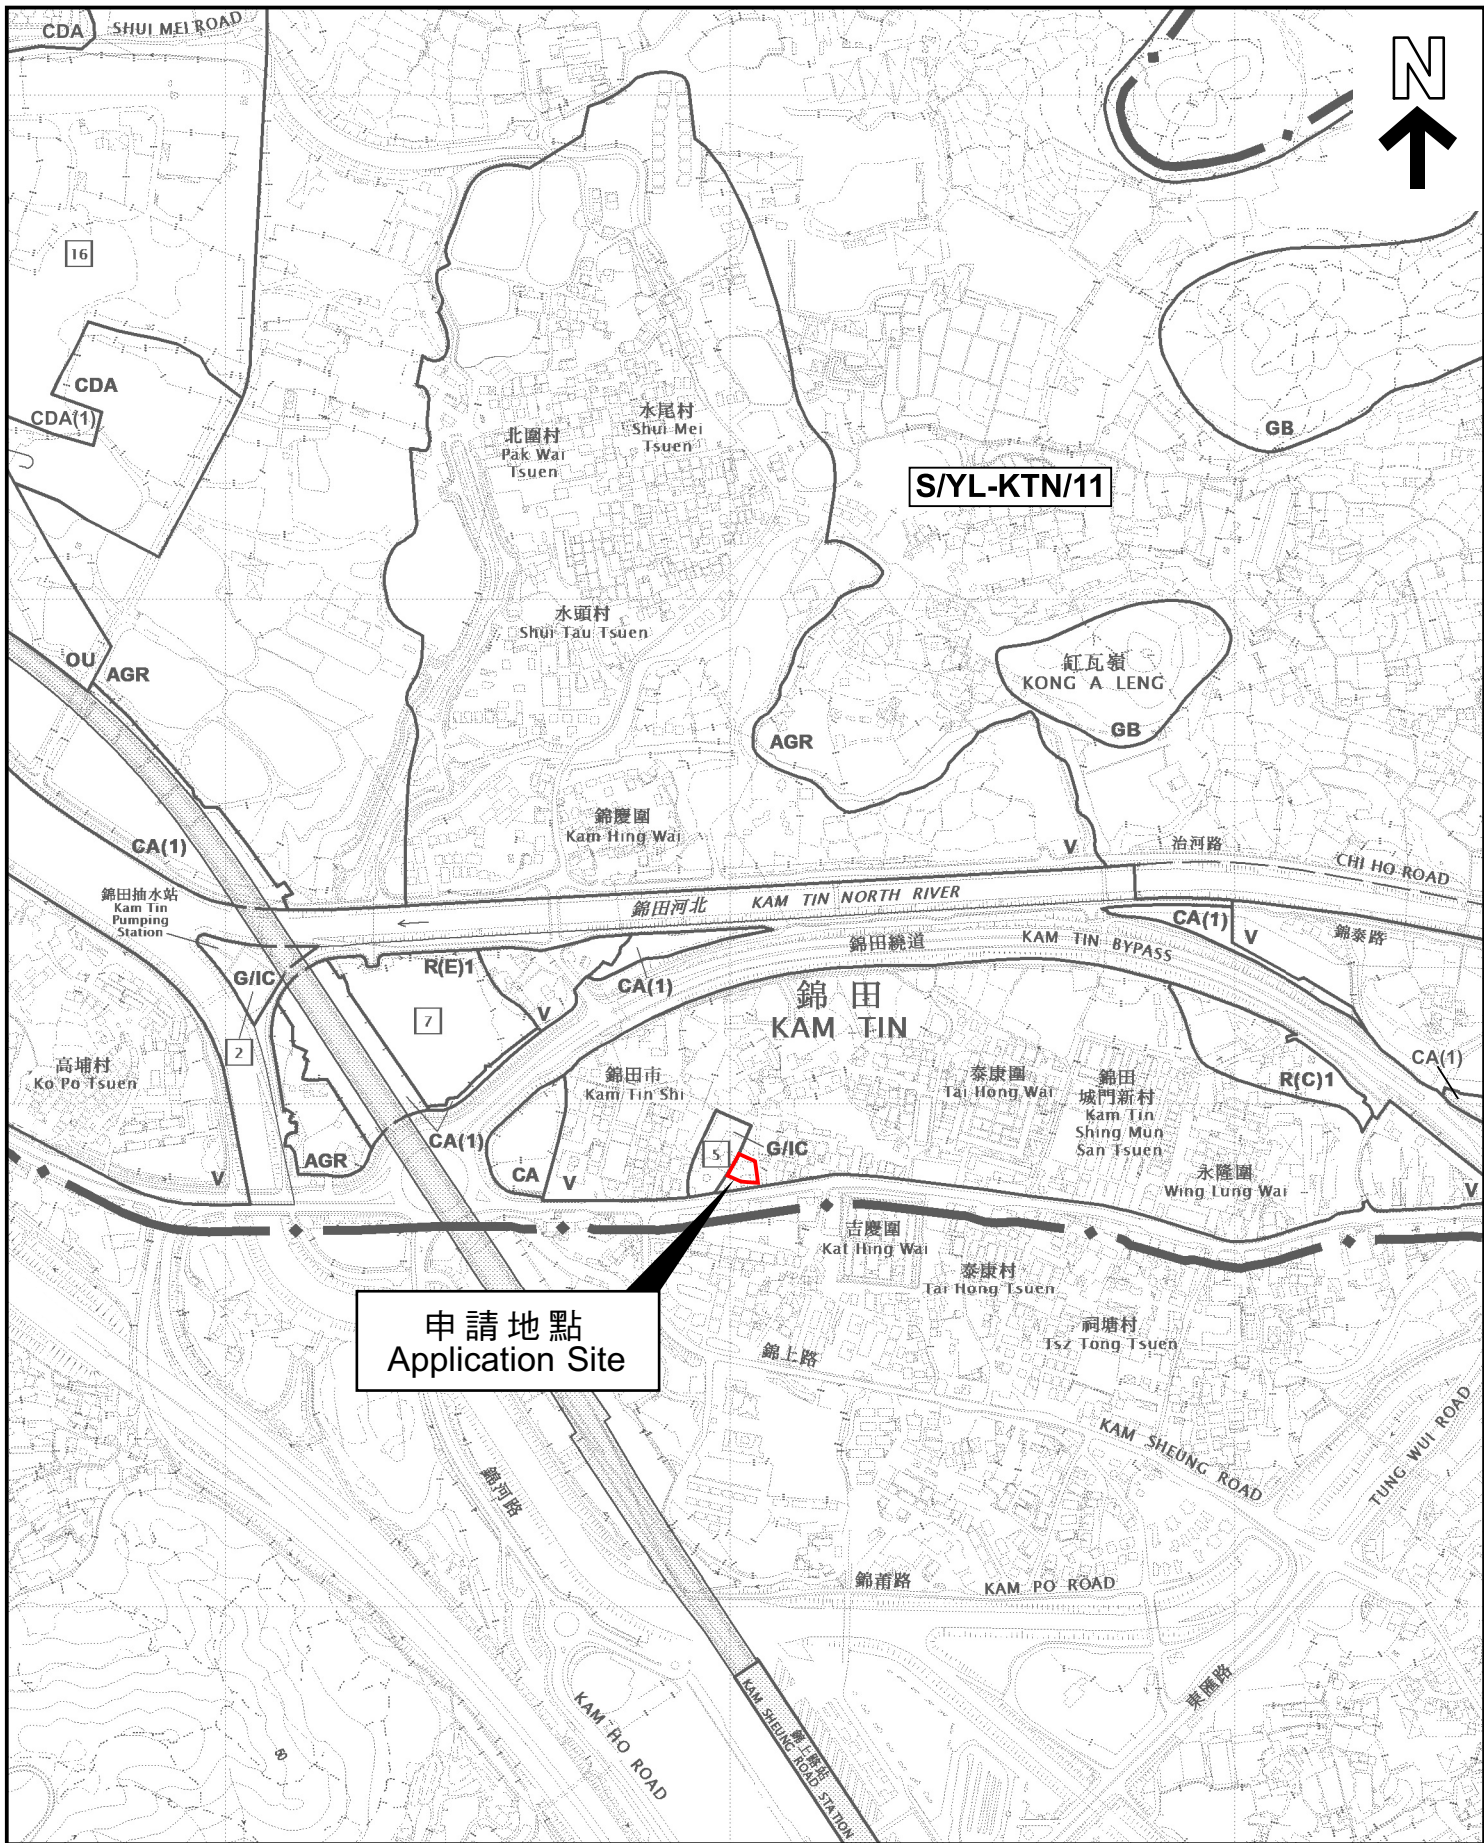 CDA
SHUI MEI ROAD
N
16
CDA
CDA(1)
水尾村
Shui Mei
Tsuen
北圍村
Pak Wai
Tsuen
GB
S/YL-KTN/11
水頭村
Shui Tau Tsuen
OU
AGR
缸瓦嶺
KONG A LENG
GB
AGR
錦慶圍
Kam Hing Wai
CA(1)
V
治河路
CHI HO ROAD
錦田抽水站
Kam Tin
Pumping
Station
錦田河北
KAM TIN NORTH RIVER
CA(1)
V
錦泰路
錦田繞道
KAM TIN BYPASS
G/IC
R(E)1
CA(1)
V
7
錦田
KAM TIN
2
高埔村
Ko Po Tsuen
錦田市
Kam Tin Shi
泰康圍
Tai Hong Wai
錦田
城門新村
Kam Tin
Shing Mun
San Tsuen
R(C)1
CA(1)
CA(1)
AGR
V
CA
V
5
G/IC
永隆圍
Wing Lung Wai
V
吉慶圍
Kat Hing Wai
泰康村
Tai Hong Tsuen
申請地點
Application Site
祠塘村
Tsz Tong Tsuen
錦上路
KAM SHEUNG ROAD
TUNG WUI ROAD
錦河路
錦莆路
KAM PO ROAD
東匯路
KAM HO ROAD
錦上路站
KAM SHEUNG ROAD STATION
60